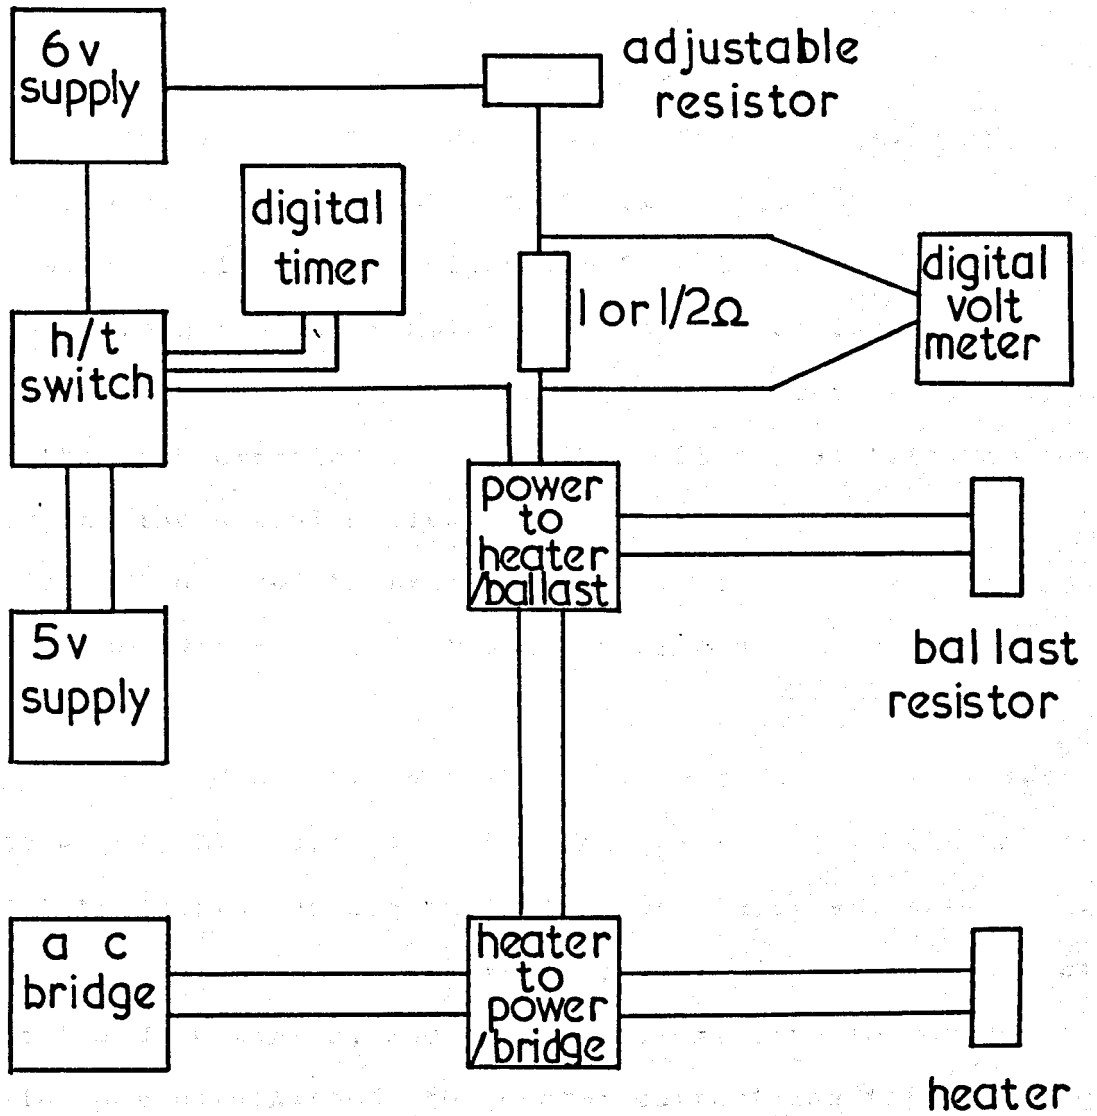 6v
supply
adjustable
resistor
digital
timer
digital
volt
meter
1 or 1/2Ω
h/t
switch
power
to
heater
/ballast
5v
supply
ballast
resistor
a c
bridge
heater
to
power
/bridge
heater